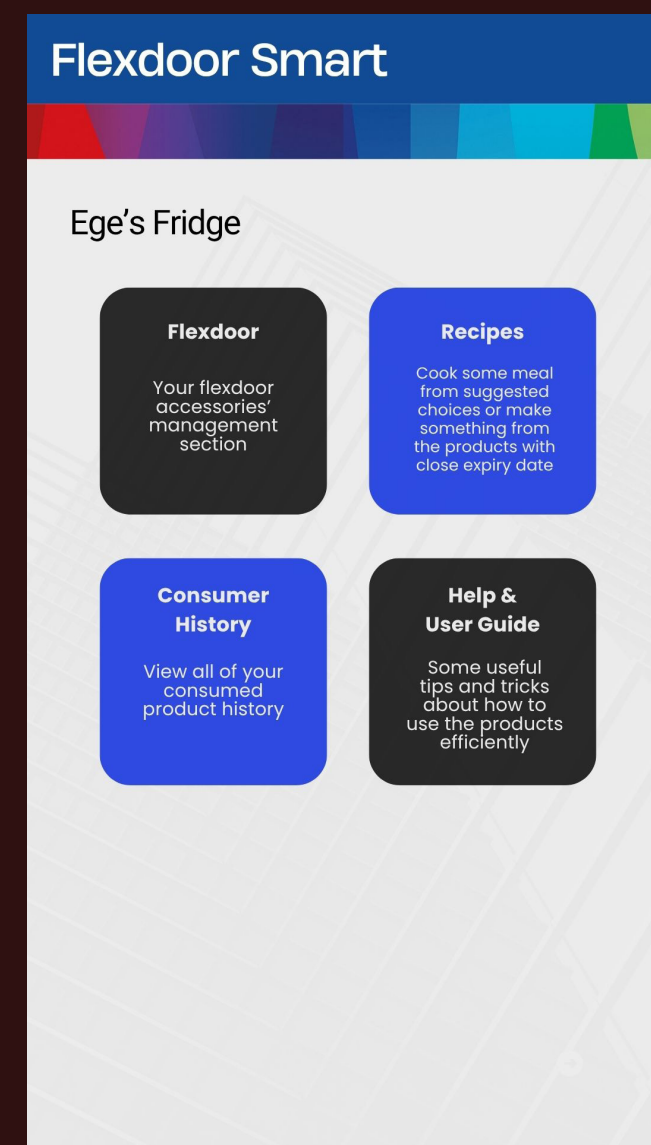 Flexdoor Smart
Ege’s Fridge
Flexdoor
Your flexdoor
accessories’
management
section
Recipes
Cook some meal
from suggested
choices or make
something from
the products with
close expiry date
Consumer
History
View all of your
consumed
product history
Help &
User Guide
Some useful
tips and tricks
about how to
use the products
efficiently